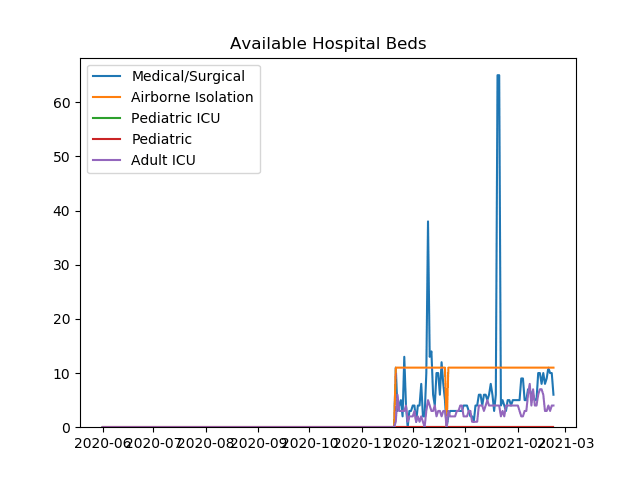 Available Hospital Beds
Medical/Surgical
Airborne Isolation
Pediatric ICU
Pediatric
Adult ICU
60
50
40
30
20
10
0
2020-06 2020-07 2020-08 2020-09 2020-10 2020-11 2020-12 2021-01 2021-02 2021-03